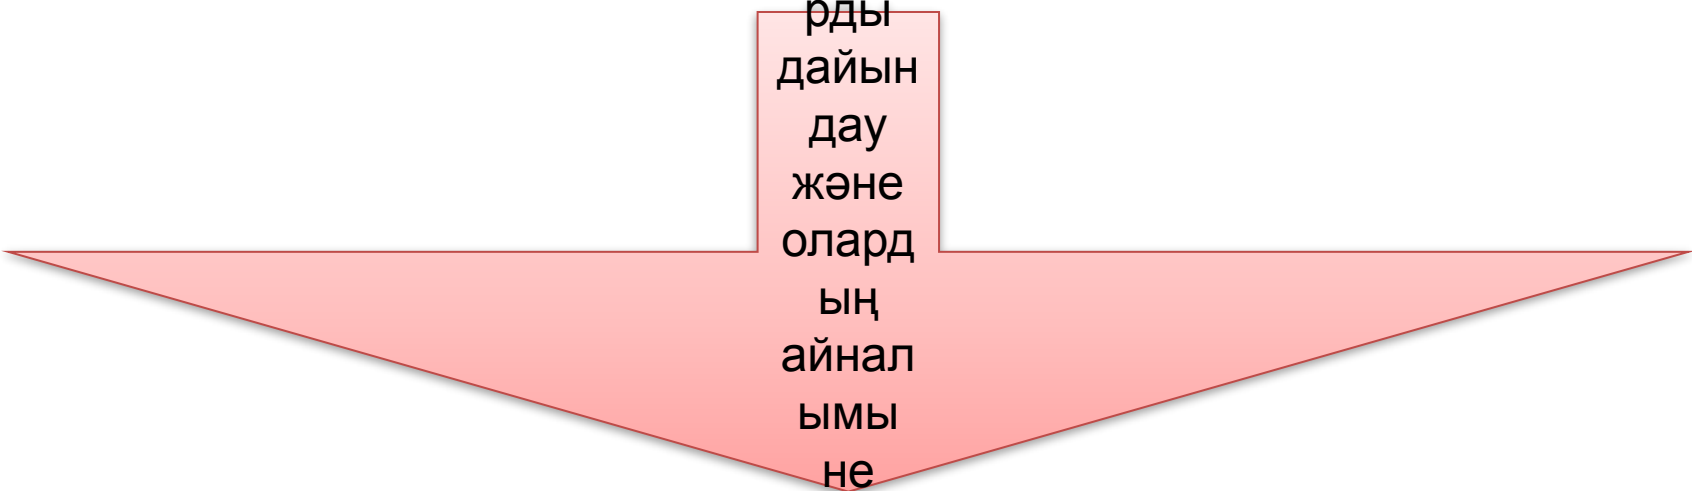 рды
дайын
дау
және
олард
ың
айнал
ымы
не